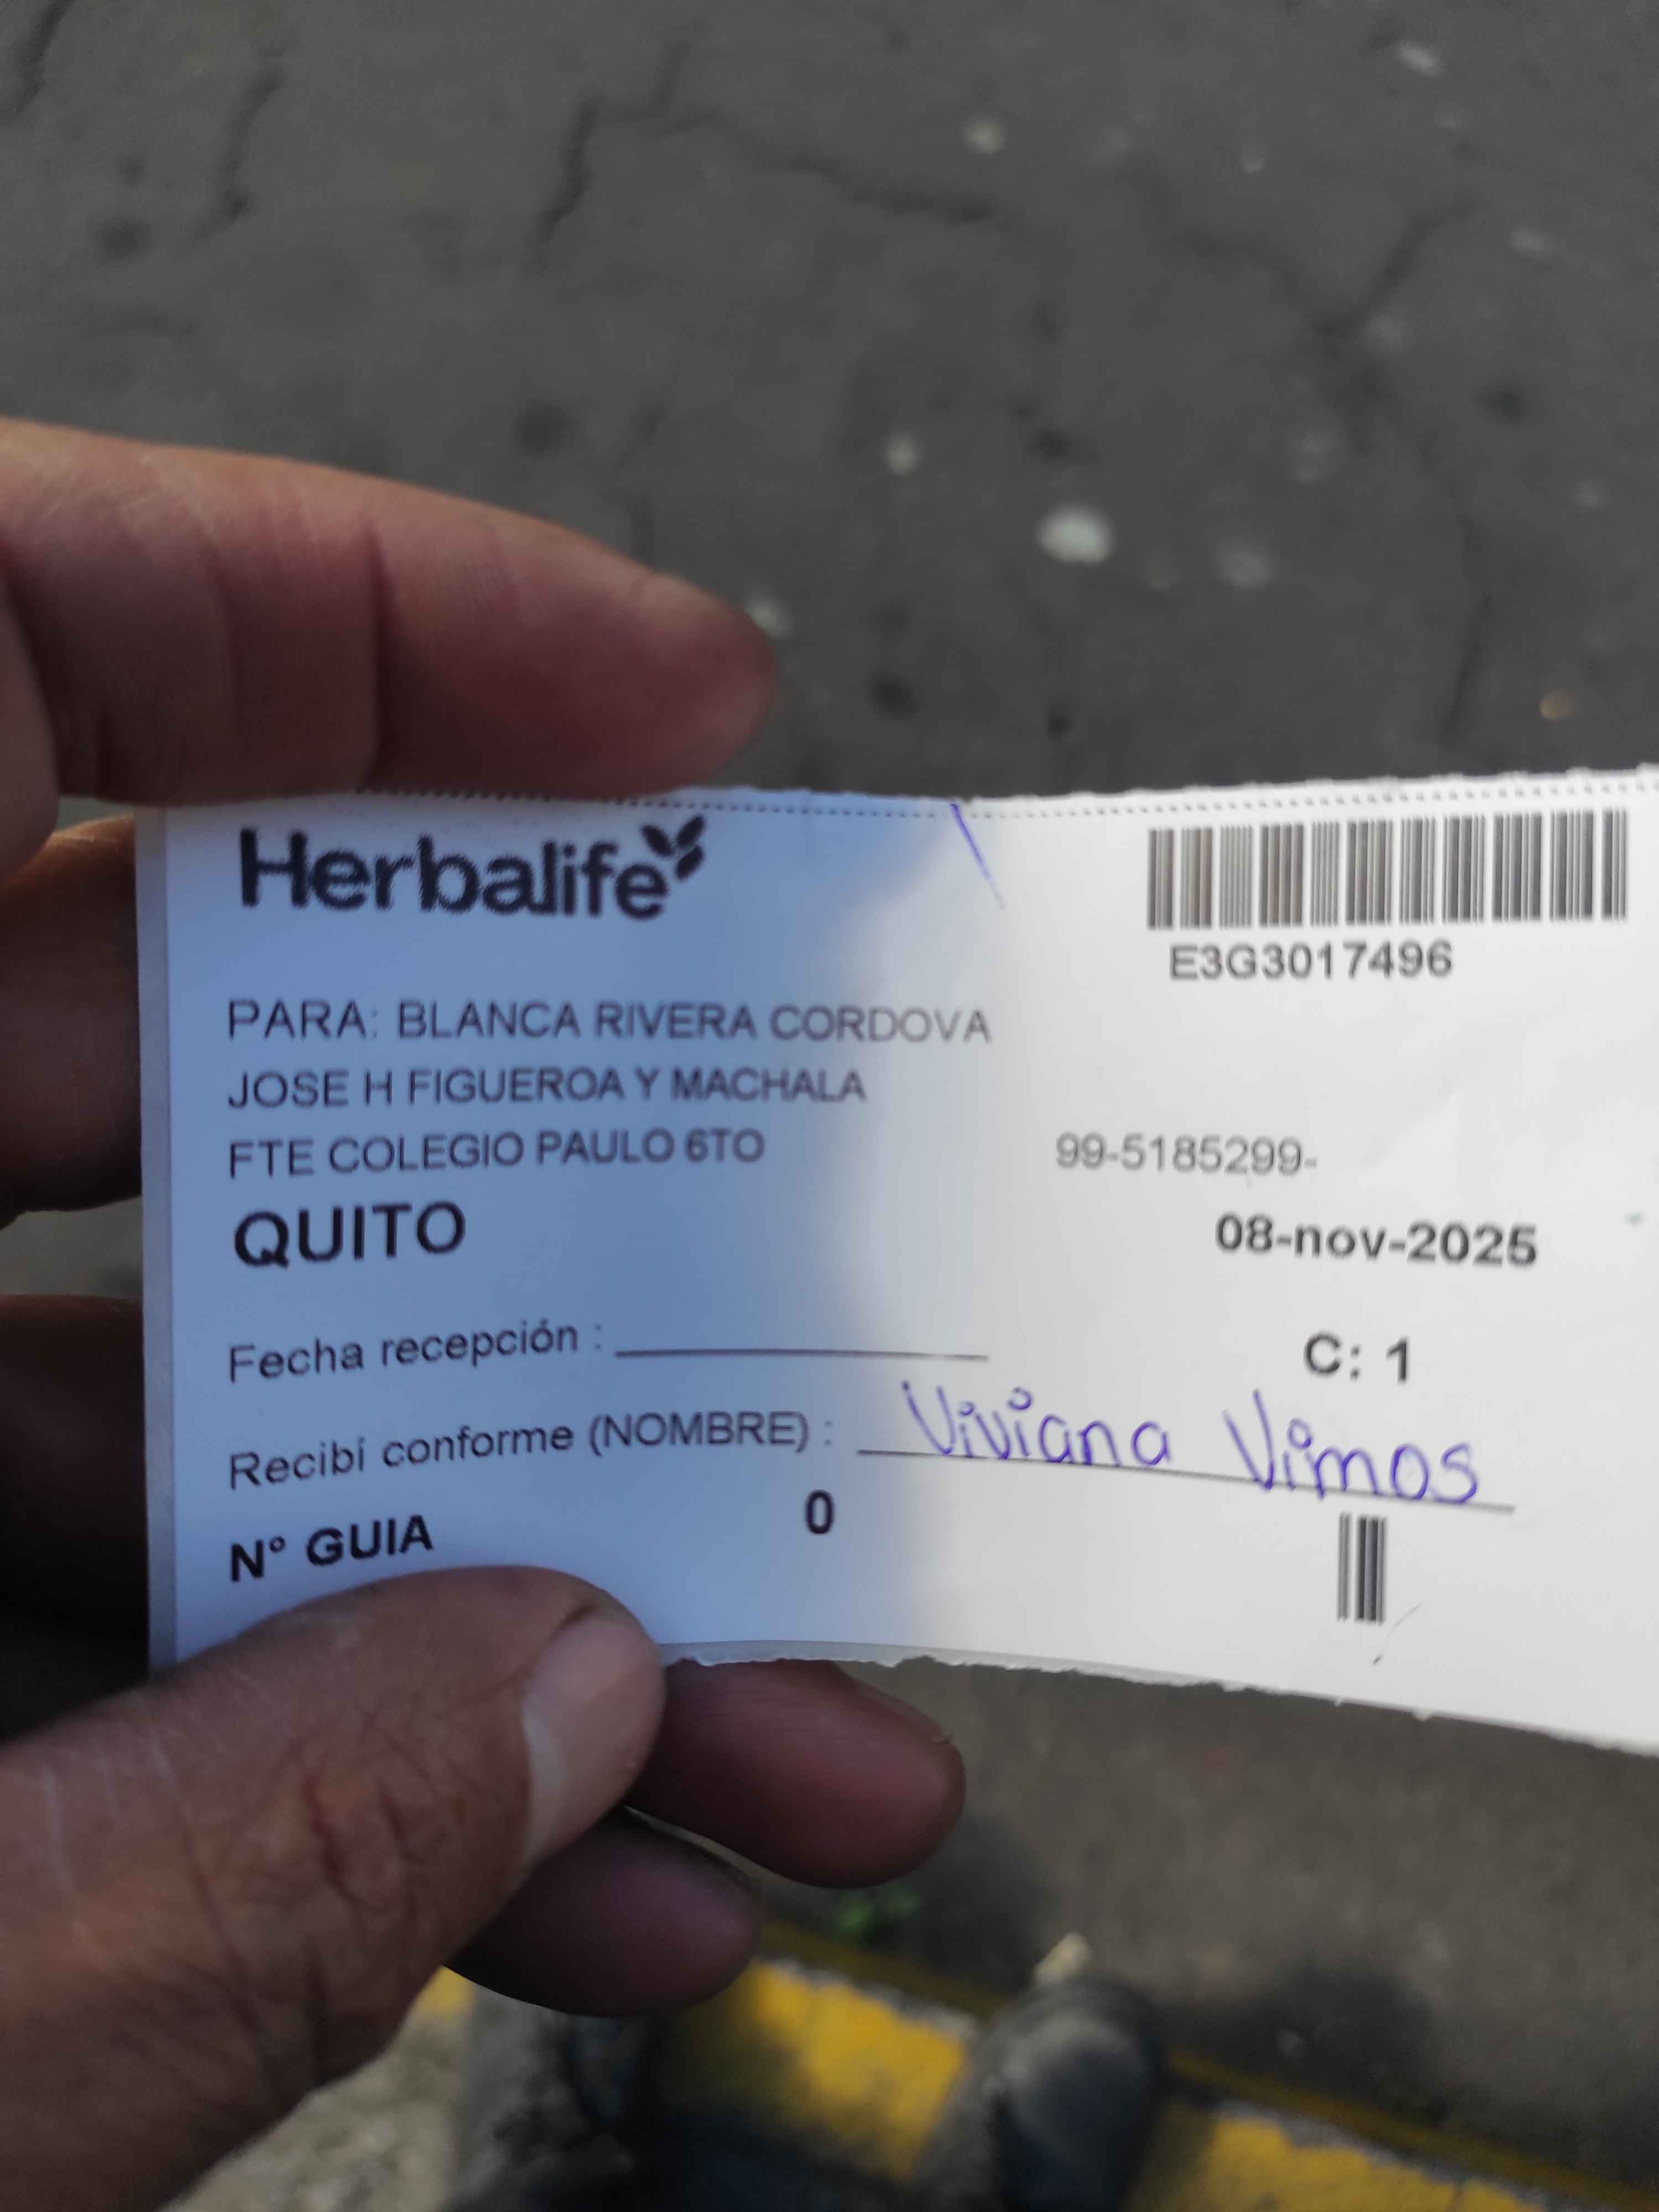 Herbalife
E3G3017496
PARA: BLANCA RIVERA CORDOVA
JOSE H FIGUEROA Y MACHALA
FTE COLEGIO PAULO 6TO 99-5185299-
QUITO 08-nov-2025
Fecha recepción : C: 1
Recibí conforme (NOMBRE) : Viviana Vimos
N° GUIA 0